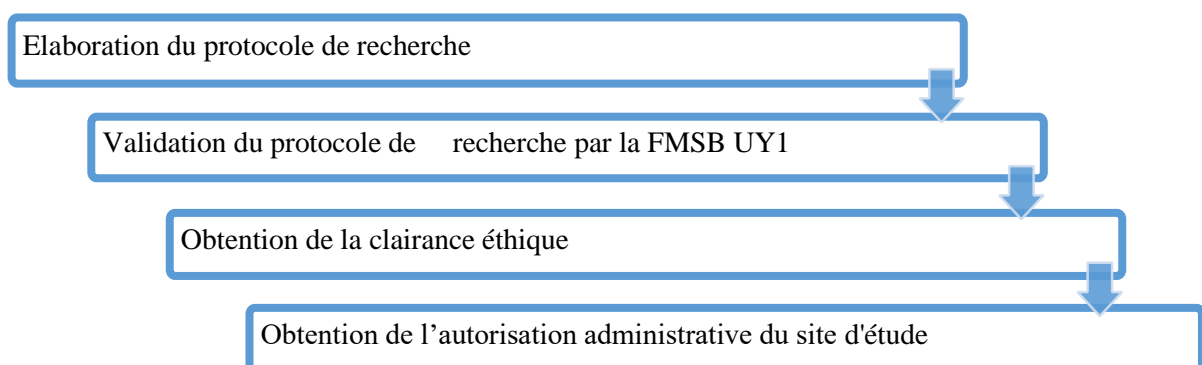 Elaboration du protocole de recherche
Validation du protocole de recherche par la FMSB UY1
Obtention de la clairance éthique
Obtention de l’autorisation administrative du site d'étude